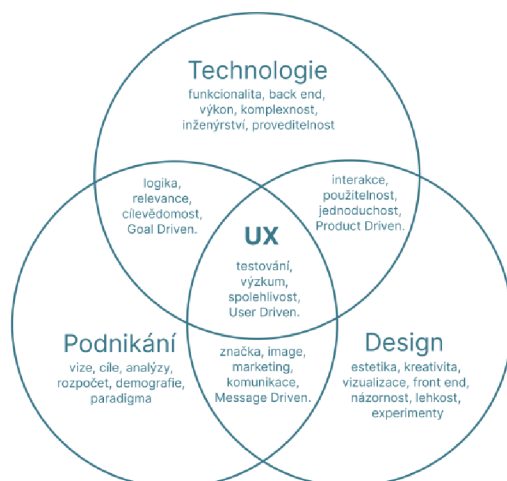 Technologie
funkcionalita, back end,
výkon, komplexnost,
inženýrství, proveditelnost
logika,
relevance,
cílevědomost,
Goal Driven.
interakce,
použitelnost,
jednoduchost,
Product Driven.
UX
testování,
výzkum,
spolehlivost,
User Driven.
Podnikání
vize, cíle, analýzy,
rozpočet, demografie,
paradigma
značka, image,
marketing,
komunikace,
Message Driven.
Design
estetika, kreativita,
vizualizace, front end,
názornost, lehkost,
experimenty